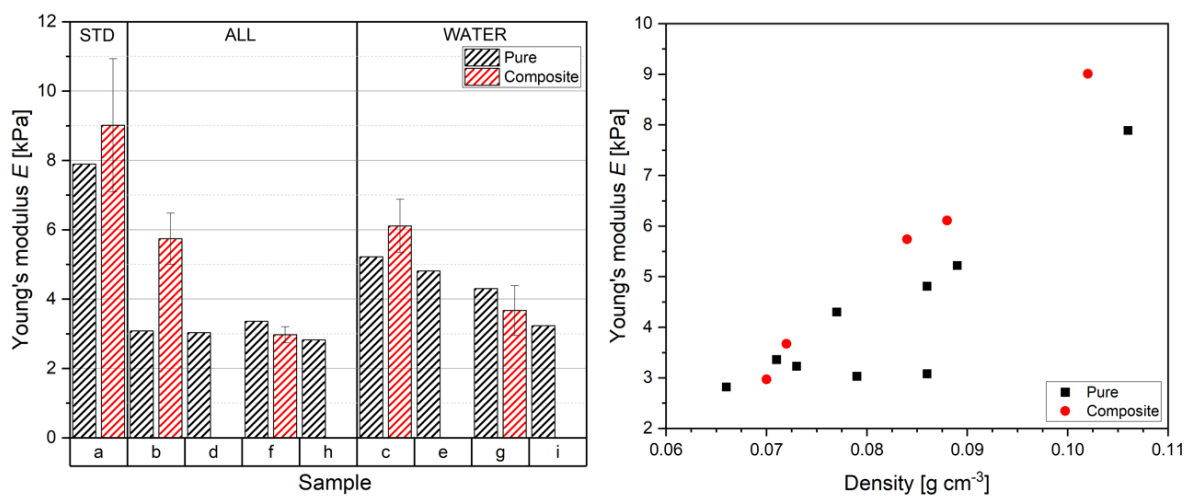 12
10
8
6
4
2
0
Young's modulus E [kPa]
STD ALL WATER
Pure
Composite
a b d f h c e g i
Sample
10
9
8
7
6
5
4
3
2
Young's modulus E [kPa]
Pure
Composite
0.06 0.07 0.08 0.09 0.10 0.11
Density [g cm⁻³]